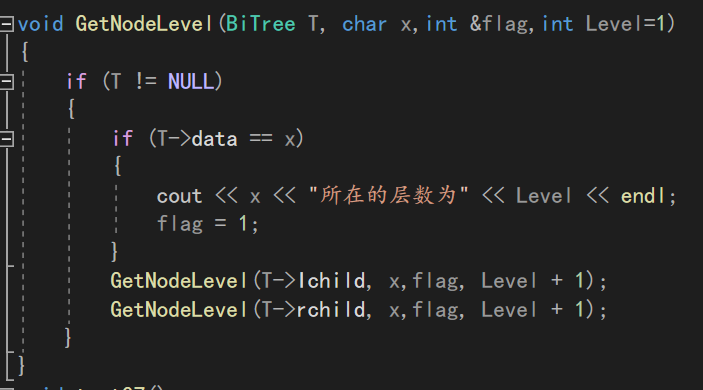 void GetNodeLevel(BiTree T, char x,int &flag,int Level=1)
{
if (T != NULL)
{
if (T->data == x)
{
cout << x << "所在的层数为" << Level << endl;
flag = 1;
}
GetNodeLevel(T->lchild, x,flag, Level + 1);
GetNodeLevel(T->rchild, x,flag, Level + 1);
}
}